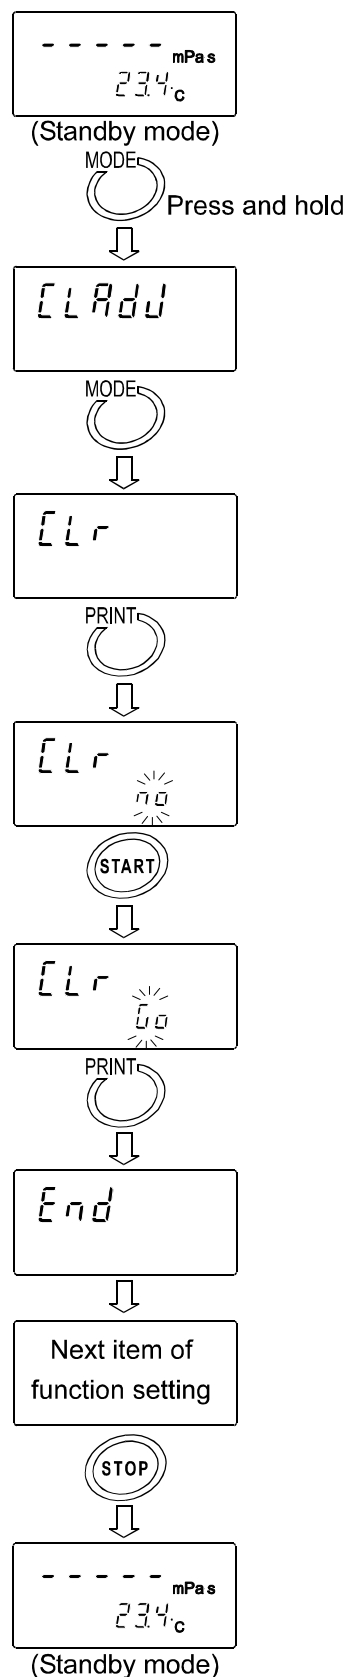 - - - - - mPas
23.4.C
(Standby mode)
MODE
Press and hold
CLAdJ
MODE
CLr
PRINT
CLr
no
START
CLr
Go
PRINT
End
Next item of
function setting
STOP
- - - - - mPas
23.4.C
(Standby mode)